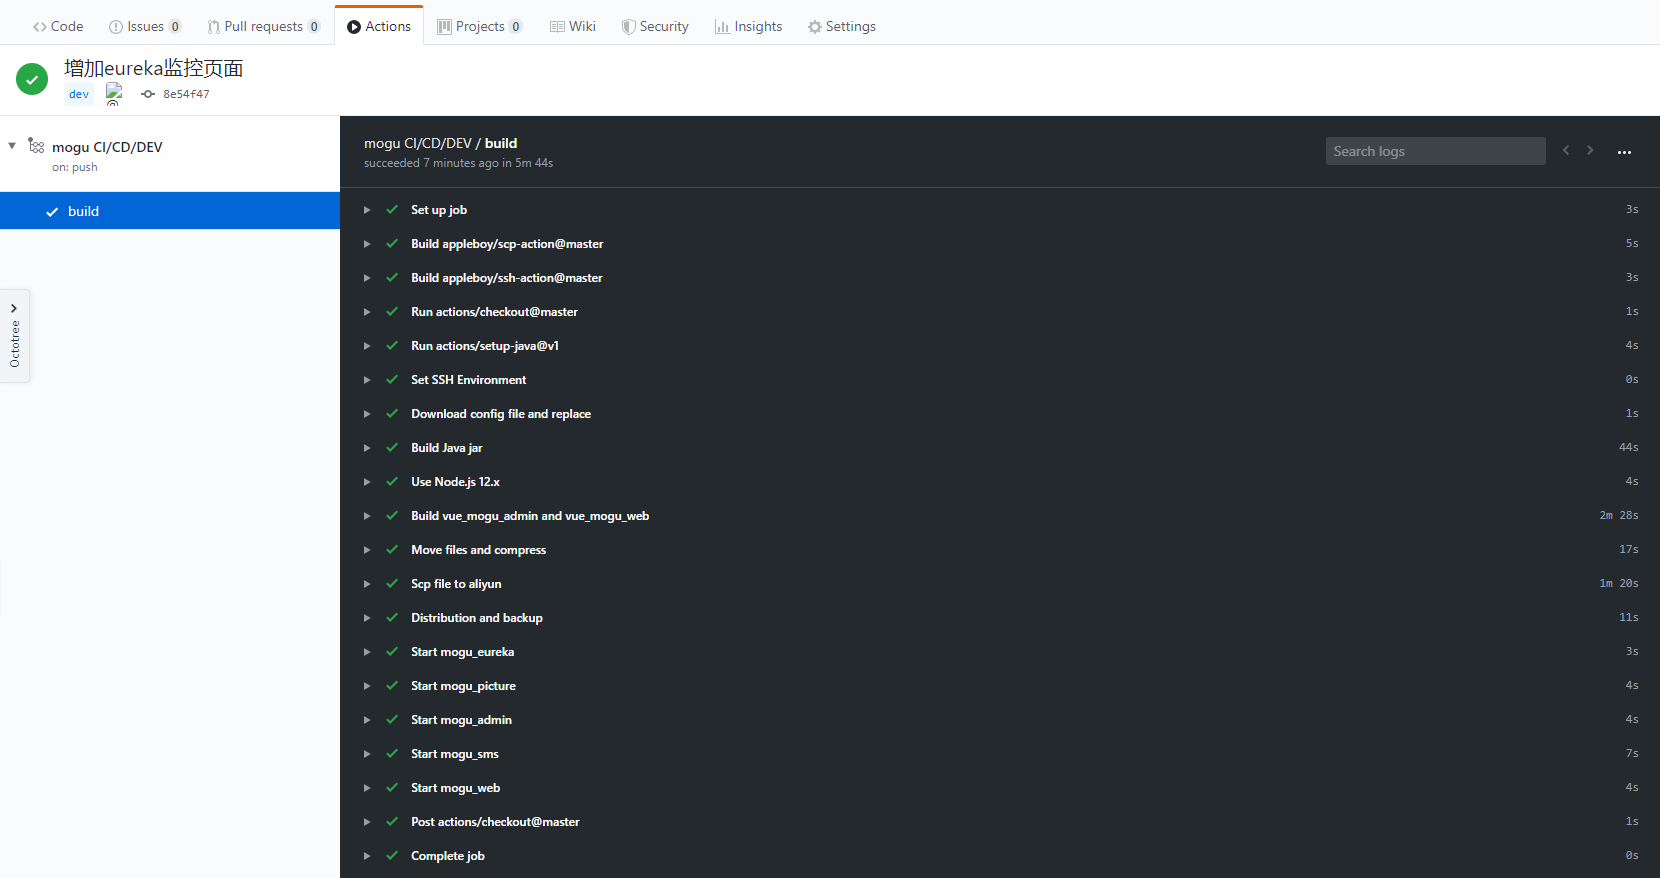 Code Issues 0 Pull requests 0 Actions Projects 0 Wiki Security Insights Settings
增加eureka监控页面
dev 8e54f47
mogu CI/CD/DEV
on: push
build
Octotree
mogu CI/CD/DEV / build
succeeded 7 minutes ago in 5m 44s
Search logs
Set up job 3s
Build appleboy/scp-action@master 5s
Build appleboy/ssh-action@master 3s
Run actions/checkout@master 1s
Run actions/setup-java@v1 4s
Set SSH Environment 0s
Download config file and replace 1s
Build Java jar 44s
Use Node.js 12.x 4s
Build vue_mogu_admin and vue_mogu_web 2m 28s
Move files and compress 17s
Scp file to aliyun 1m 20s
Distribution and backup 11s
Start mogu_eureka 3s
Start mogu_picture 4s
Start mogu_admin 4s
Start mogu_sms 7s
Start mogu_web 4s
Post actions/checkout@master 1s
Complete job 0s